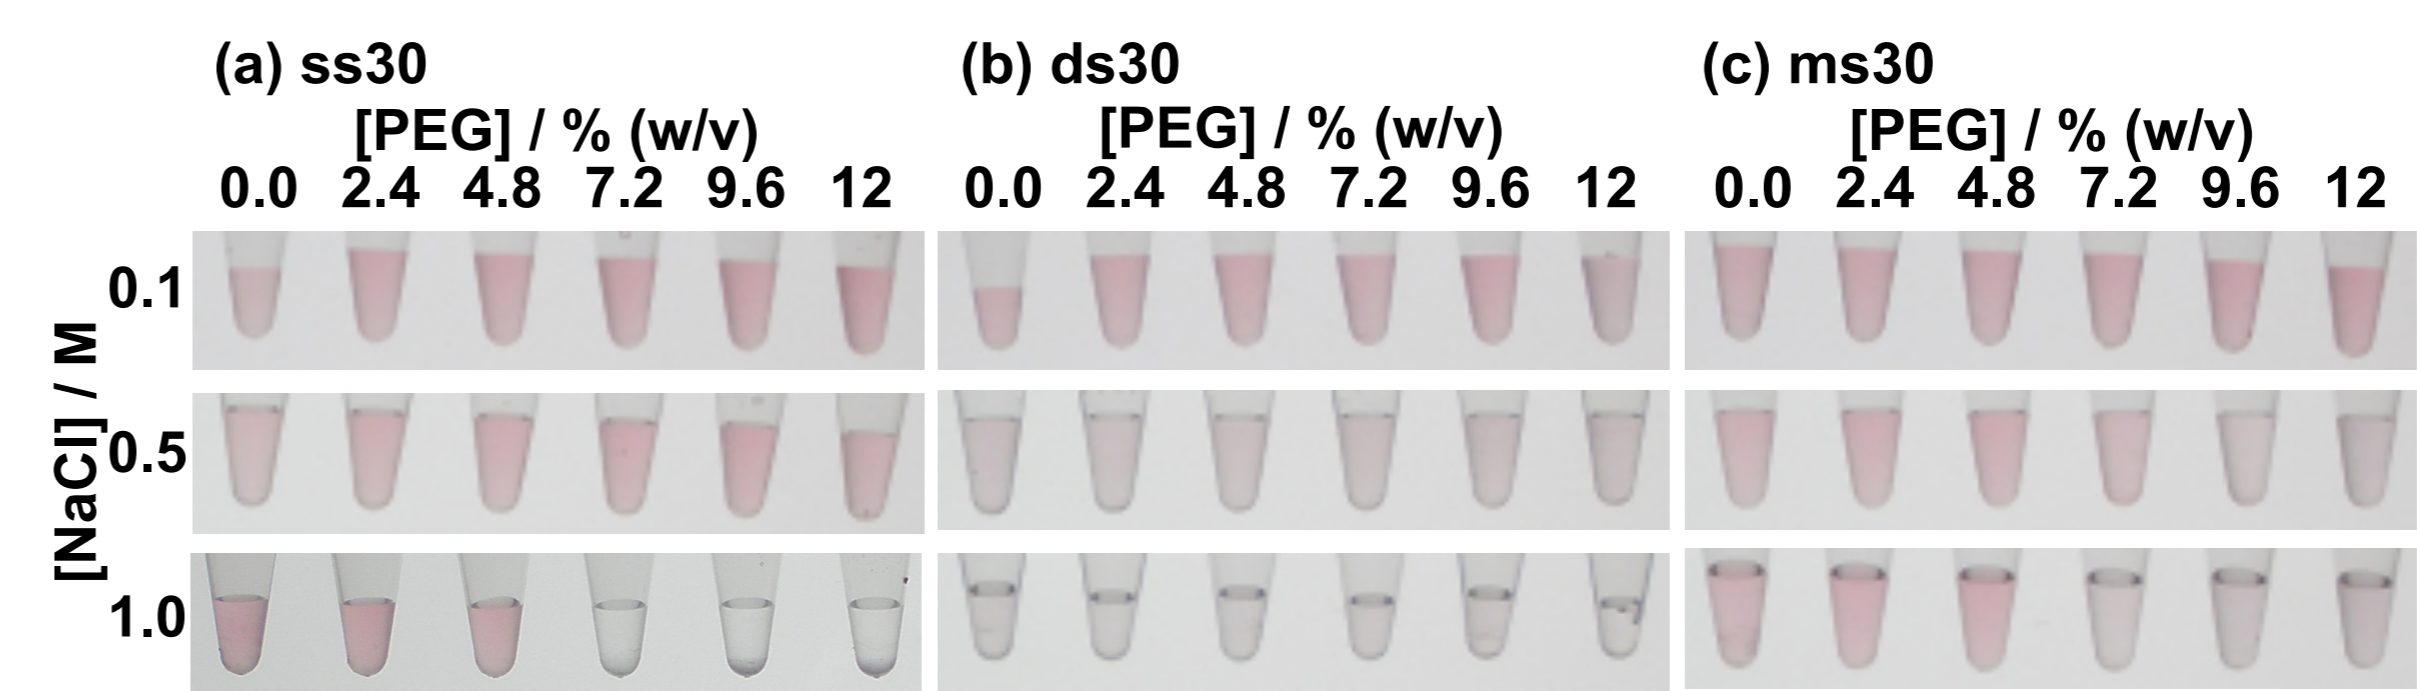 (a) ss30
[PEG] / % (w/v)
0.0 2.4 4.8 7.2 9.6 12
(b) ds30
[PEG] / % (w/v)
0.0 2.4 4.8 7.2 9.6 12
(c) ms30
[PEG] / % (w/v)
0.0 2.4 4.8 7.2 9.6 12
[NaCl] / M
0.1
0.5
1.0